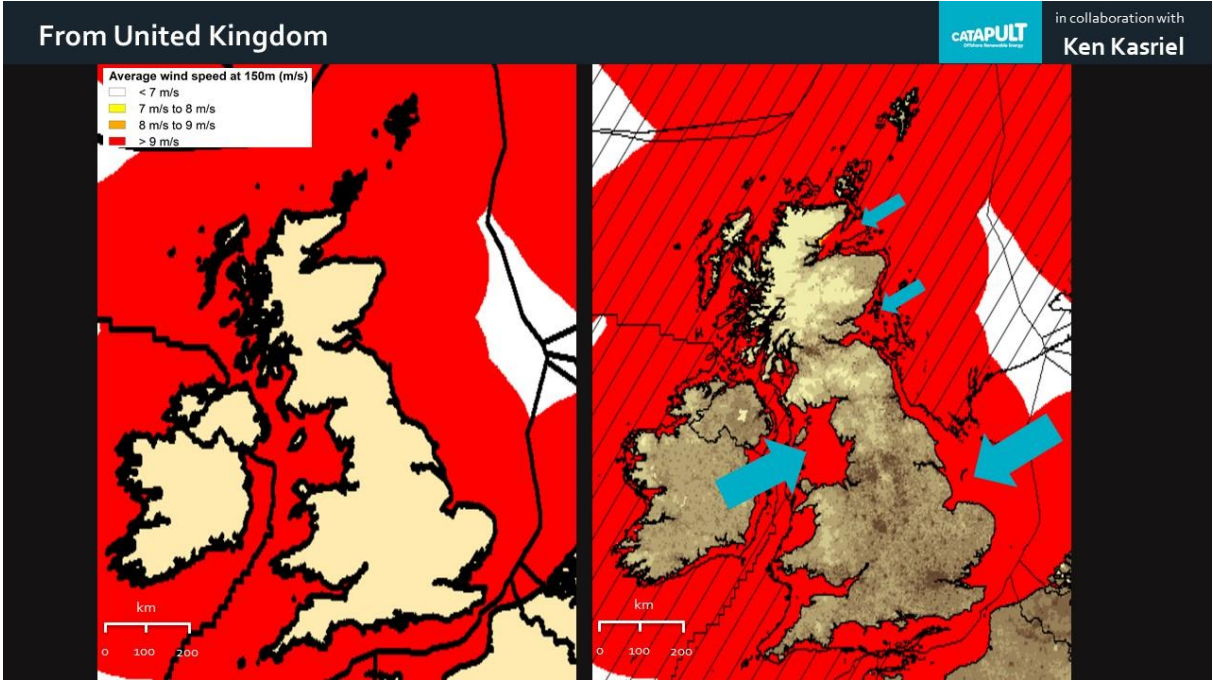 From United Kingdom
CATAPULT
Offshore Renewable Energy
in collaboration with
Ken Kasriel
Average wind speed at 150m (m/s)
< 7 m/s
7 m/s to 8 m/s
8 m/s to 9 m/s
> 9 m/s
km
0 100 200
km
0 100 200